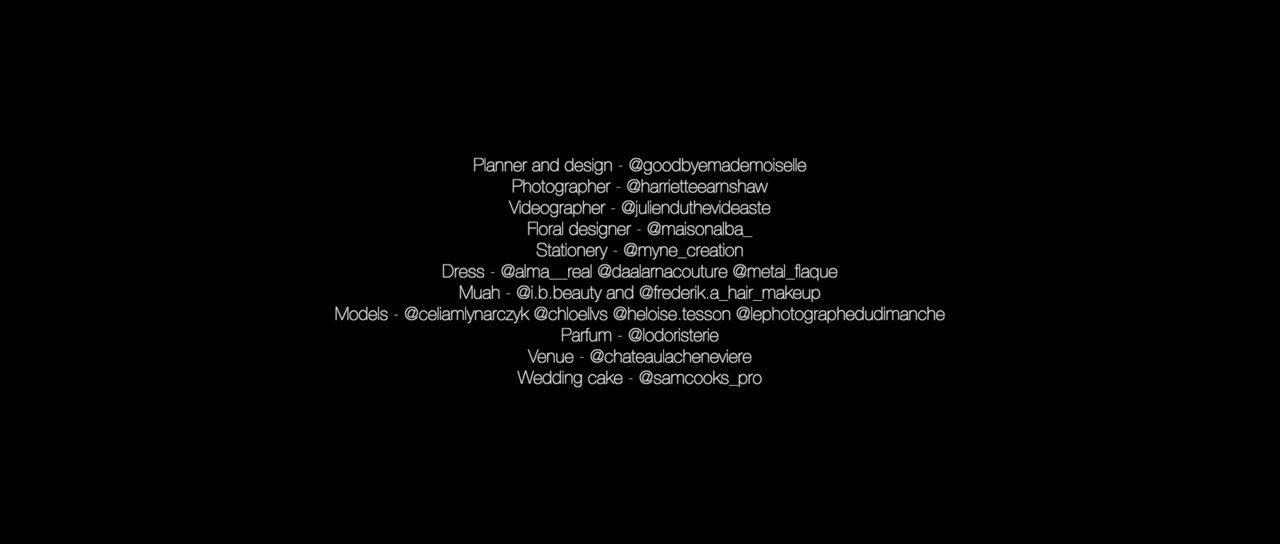 Planner and design - @goodbyemademoiselle
Photographer - @harrietteearnshaw
Videographer - @julienduthevideaste
Floral designer - @maisonalba_
Stationery - @myne_creation
Dress - @alma__real @daalarnacouture @metal_flaque
Muah - @i.b.beauty and @frederik.a_hair_makeup
Models - @celiamlynarczyk @chloellvs @heloise.tesson @lephotographedudimanche
Parfum - @lodoristerie
Venue - @chateaulacheneviere
Wedding cake - @samcooks_pro